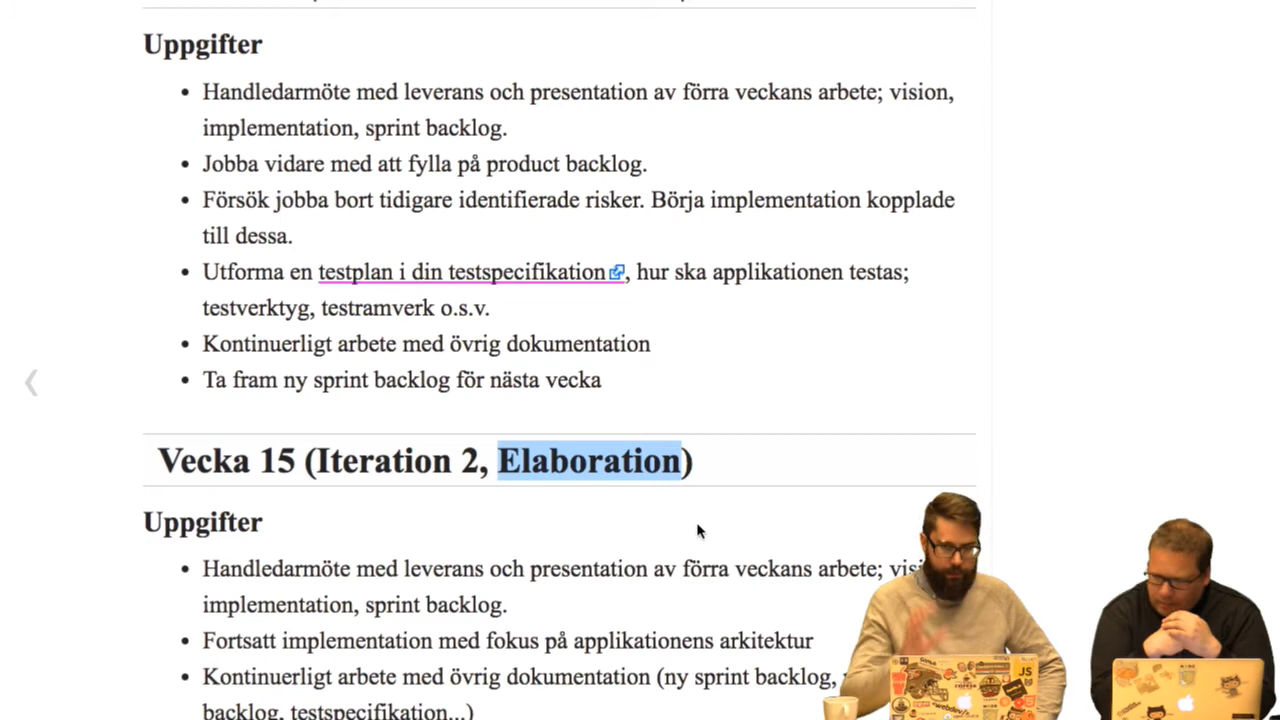 Uppgifter
• Handledarmöte med leverans och presentation av förra veckans arbete; vision,
implementation, sprint backlog.
• Jobba vidare med att fylla på product backlog.
• Försök jobba bort tidigare identifierade risker. Börja implementation kopplade
till dessa.
• Utforma en testplan i din testspecifikation, hur ska applikationen testas;
testverktyg, testramverk o.s.v.
• Kontinuerligt arbete med övrig dokumentation
• Ta fram ny sprint backlog för nästa vecka
Vecka 15 (Iteration 2, Elaboration)
Uppgifter
• Handledarmöte med leverans och presentation av förra veckans arbete;
implementation, sprint backlog.
• Fortsatt implementation med fokus på applikationens arkitektur
• Kontinuerligt arbete med övrig dokumentation (ny sprint backlog,
backlog, testspecifikation...)
JS